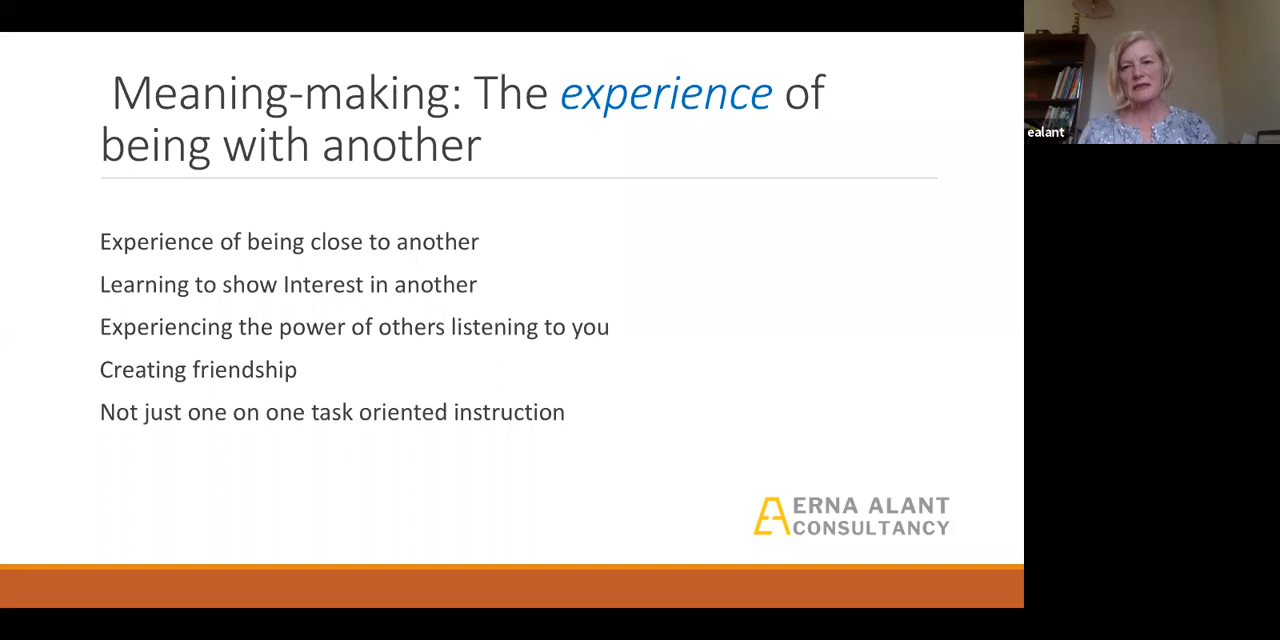 Meaning-making: The experience of
being with another
Experience of being close to another
Learning to show Interest in another
Experiencing the power of others listening to you
Creating friendship
Not just one on one task oriented instruction
EA ERNA ALANT
CONSULTANCY
ealant